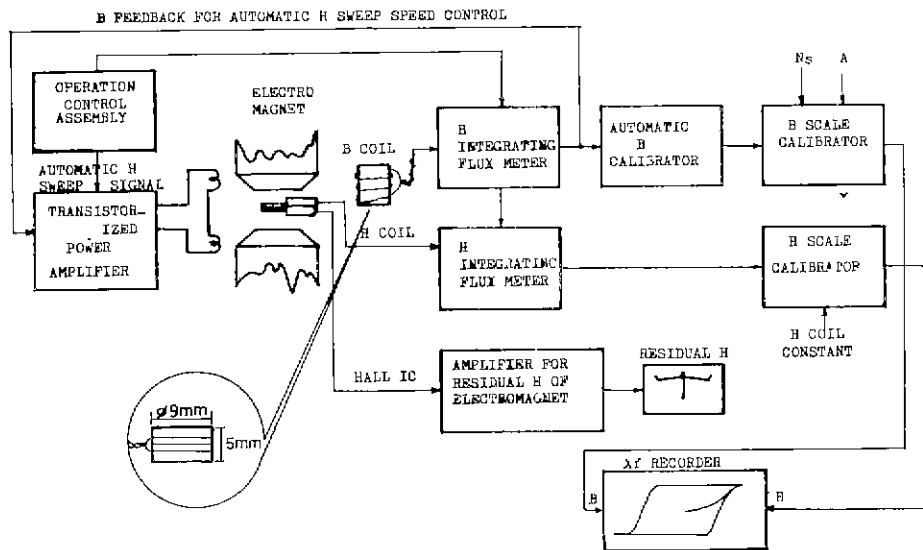 B FEEDBACK FOR AUTOMATIC H SWEEP SPEED CONTROL
OPERATION
CONTROL
ASSEMBLY
ELECTRO
MAGNET
B COIL
B
INTEGRATING
FLUX METER
AUTOMATIC
B
CALIBRATOR
Ns A
B SCALE
CALIBRATOR
AUTOMATIC H
SWEEP SIGNAL
TRANSISTOR-
IZED
POWER
AMPLIFIER
H COIL
H
INTEGRATING
FLUX METER
H SCALE
CALIBRATOR
H COIL
CONSTANT
HALL IC
AMPLIFIER FOR
RESIDUAL H OF
ELECTROMAGNET
RESIDUAL H
ø9mm
5mm
XY RECORDER
B
H